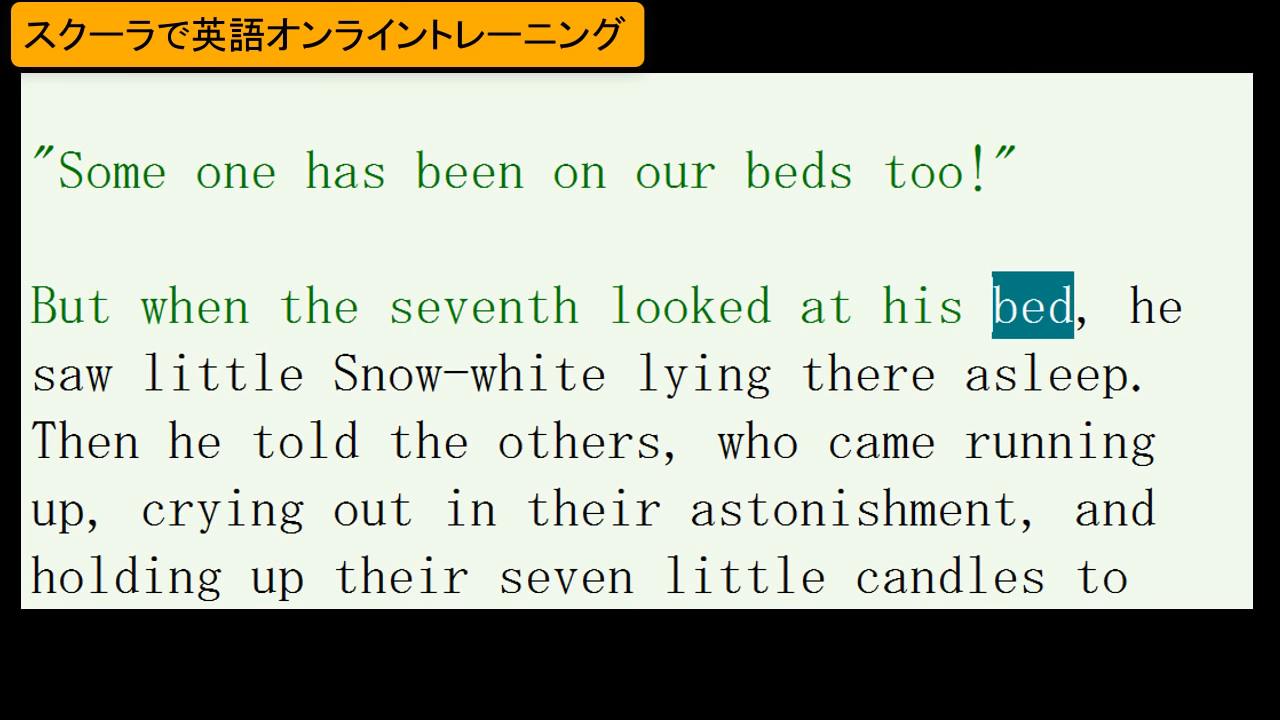 スクーラで英語オンライントレーニング
"Some one has been on our beds too!"
But when the seventh looked at his bed, he
saw little Snow-white lying there asleep.
Then he told the others, who came running
up, crying out in their astonishment, and
holding up their seven little candles to